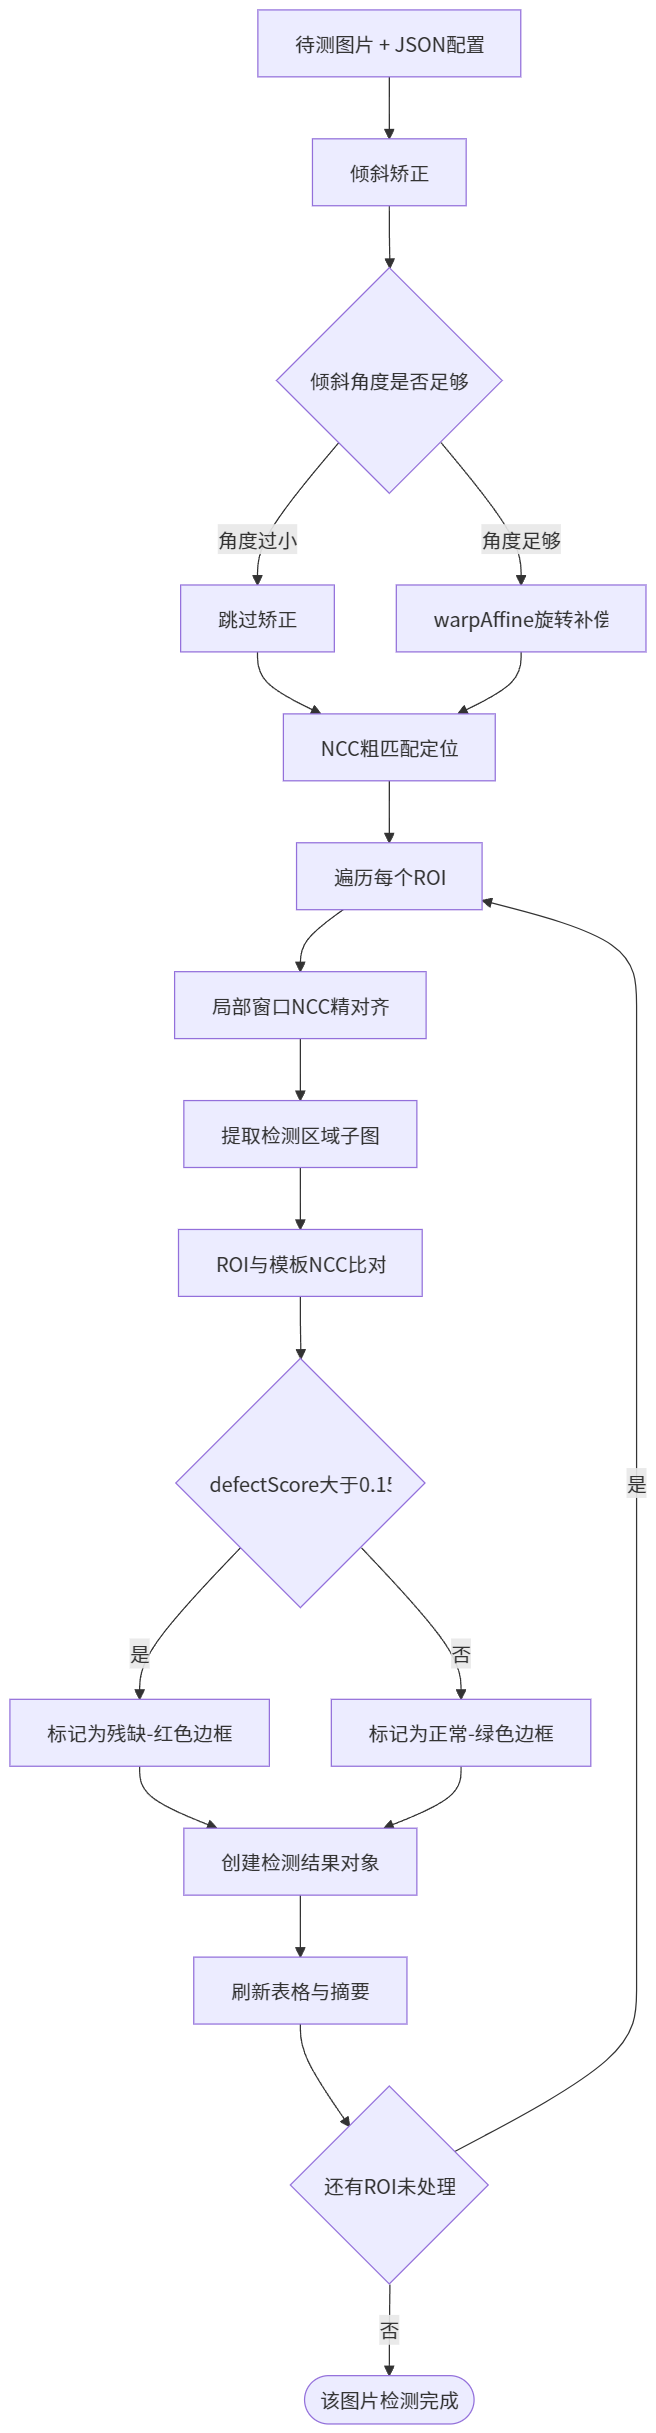 待测图片 + JSON配置
倾斜矫正
倾斜角度是否足够
角度过小
角度足够
跳过矫正
warpAffine旋转补偿
NCC粗匹配定位
遍历每个ROI
局部窗口NCC精对齐
提取检测区域子图
ROI与模板NCC比对
defectScore大于0.15
是
是
否
标记为残缺-红色边框
标记为正常-绿色边框
创建检测结果对象
刷新表格与摘要
还有ROI未处理
否
该图片检测完成